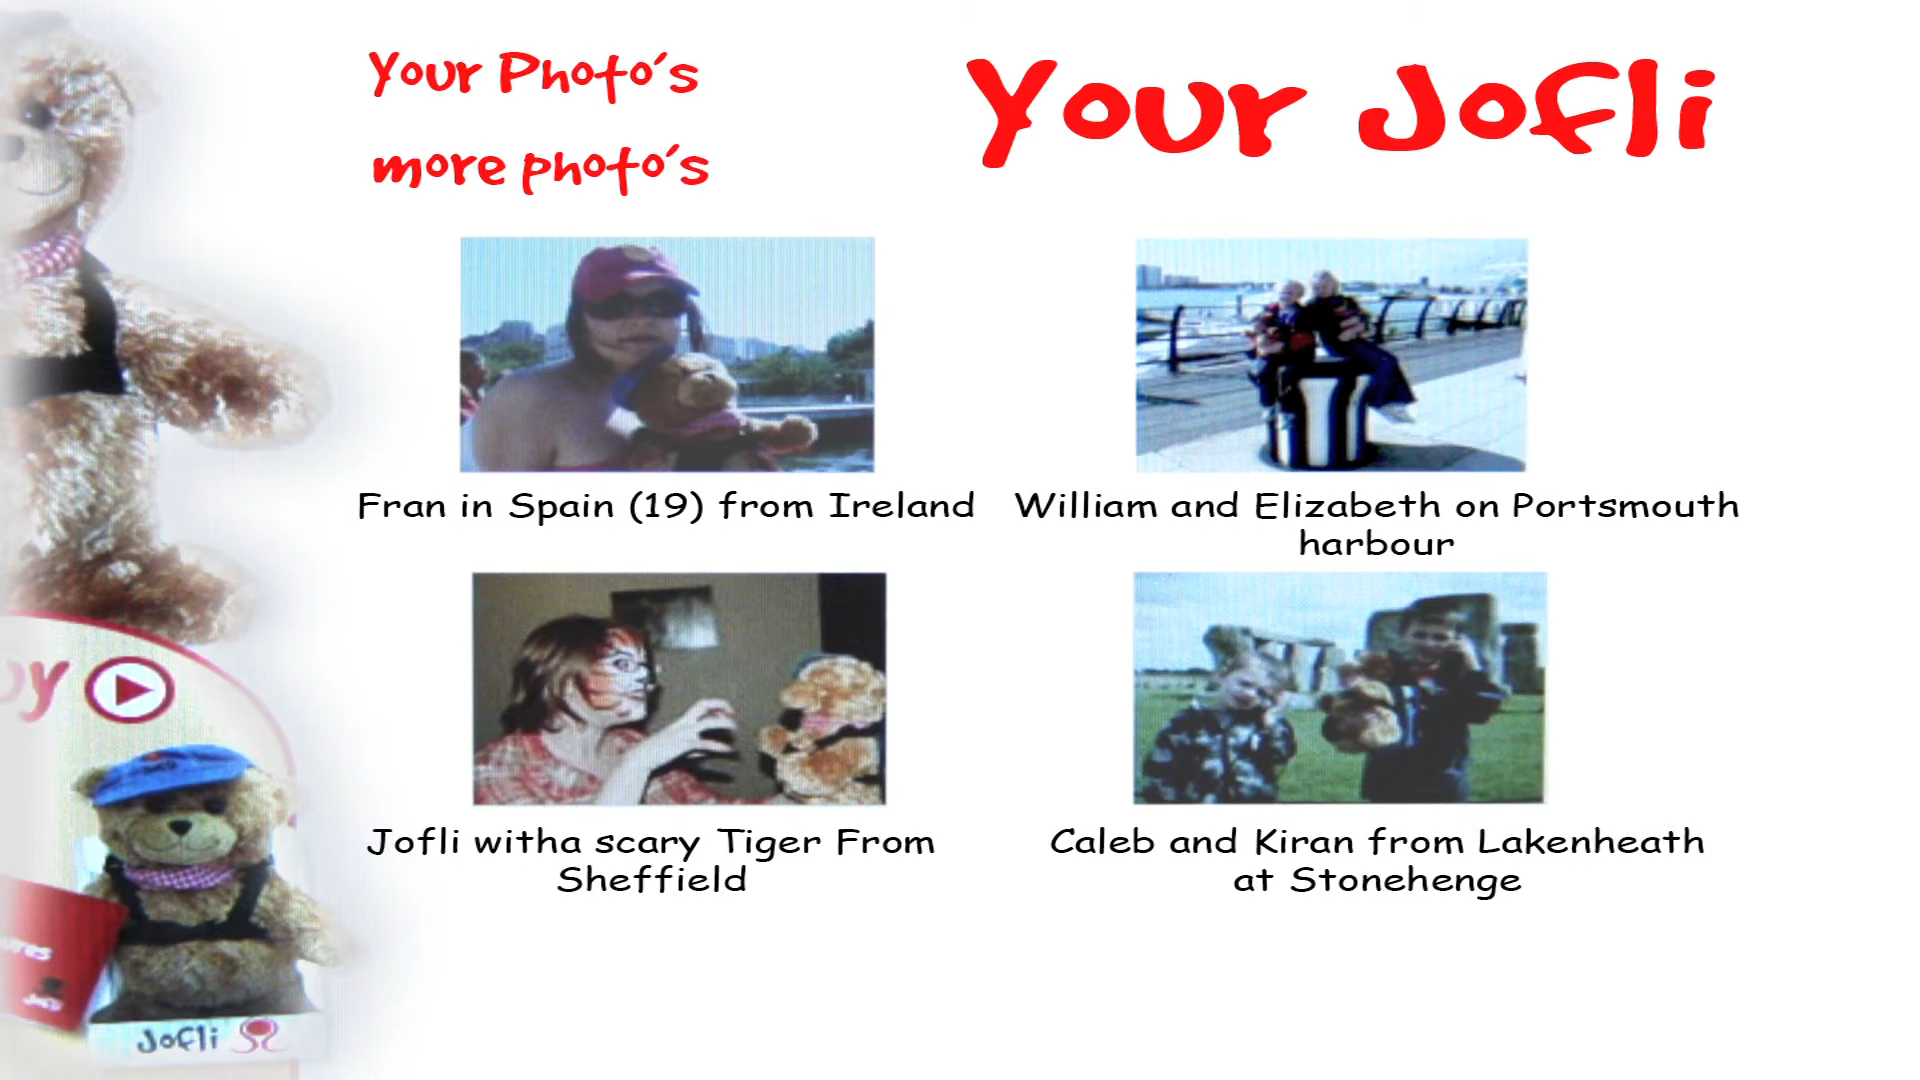 Your Photo's
Your Jofli
more photo's
Fran in Spain (19) from Ireland
William and Elizabeth on Portsmouth
harbour
Jofli witha scary Tiger From
Sheffield
Caleb and Kiran from Lakenheath
at Stonehenge
Jofli